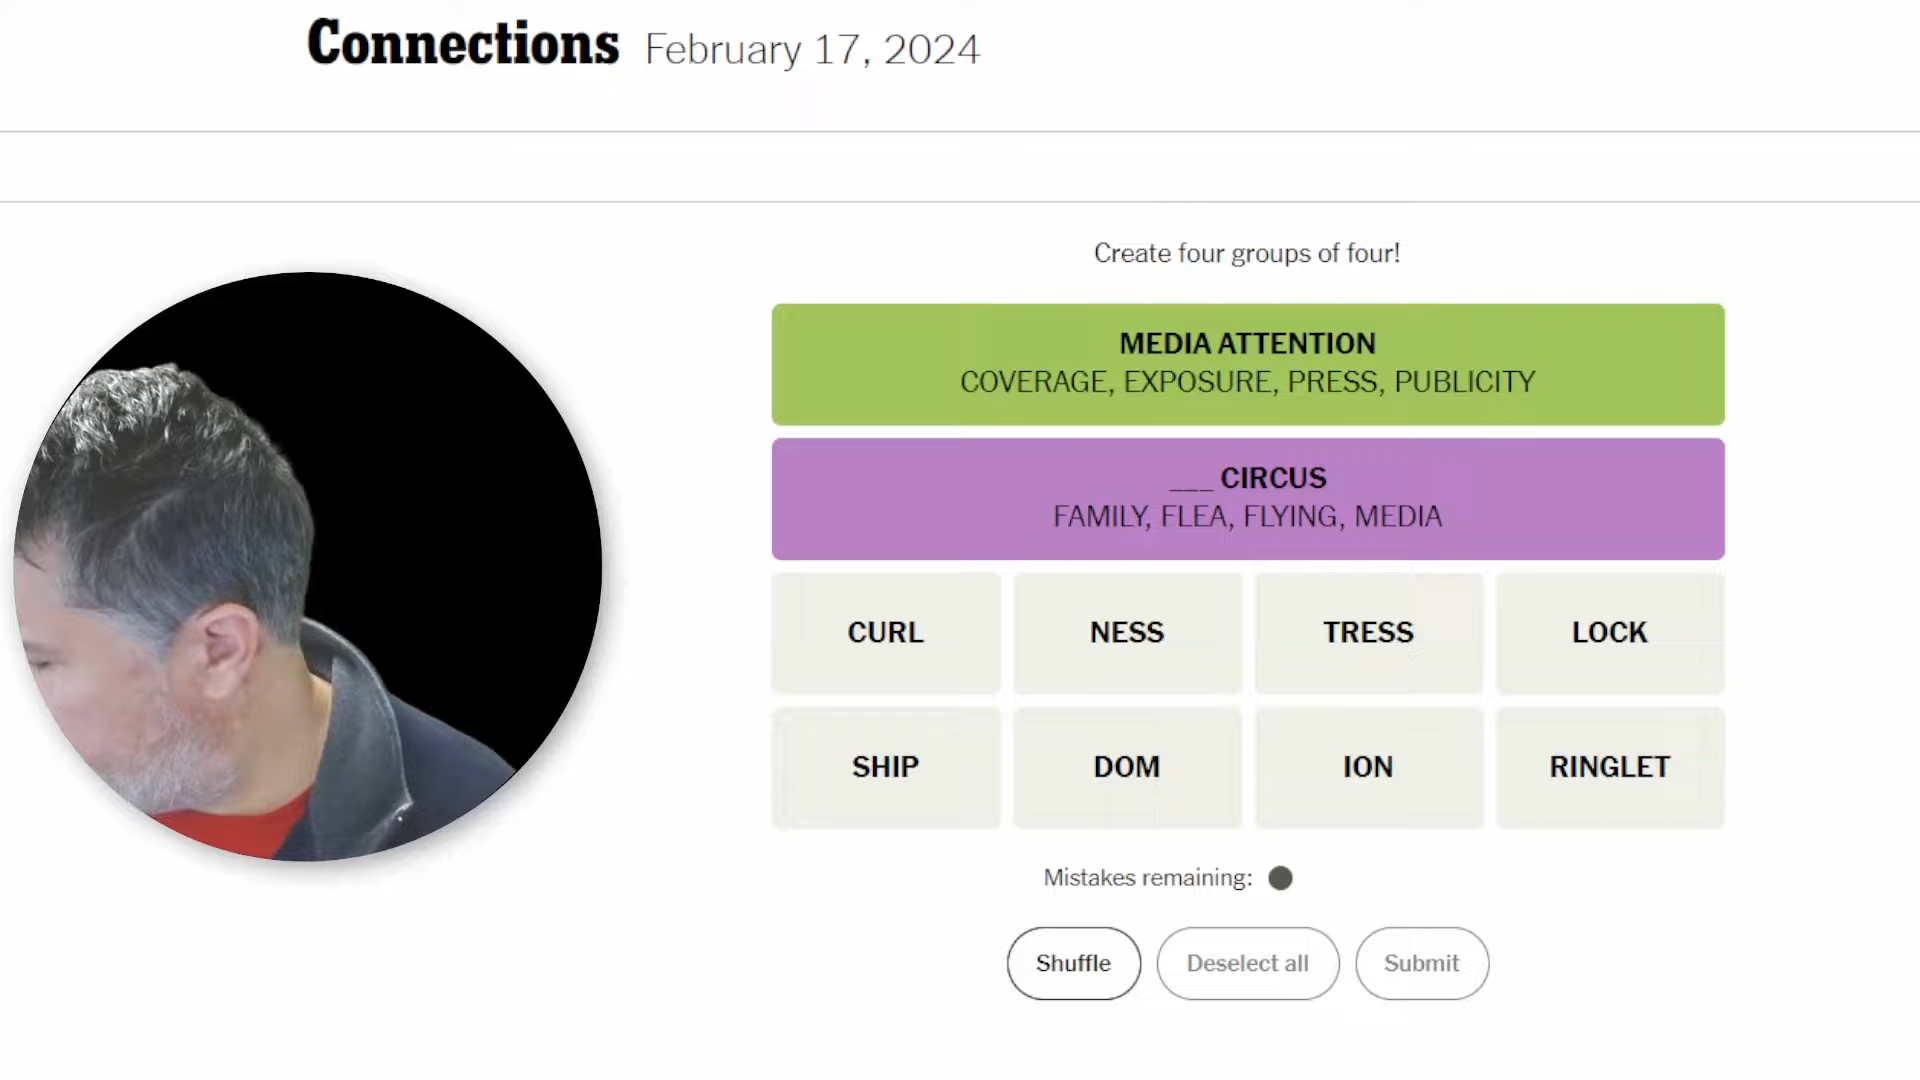 Connections February 17, 2024
Create four groups of four!
MEDIA ATTENTION
COVERAGE, EXPOSURE, PRESS, PUBLICITY
___ CIRCUS
FAMILY, FLEA, FLYING, MEDIA
CURL NESS TRESS LOCK
SHIP DOM ION RINGLET
Mistakes remaining:
Shuffle Deselect all Submit